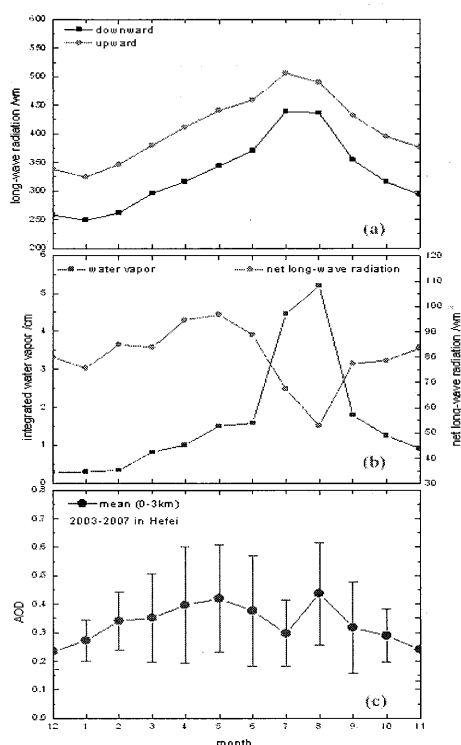 600
downward
upward
550
500
450
400
350
300
250
200
long-wave radiation /wm
(a)
water vapor
net long-wave radiation
6
5
4
3
2
1
0
integrated water vapor /cm
120
110
100
90
80
70
60
50
40
30
net long-wave radiation /wm
(b)
mean (0-3km)
2003-2007 in Hefei
0.8
0.7
0.6
0.5
0.4
0.3
0.2
0.1
0.0
AOD
(c)
12 1 2 3 4 5 6 7 8 9 10 11
month